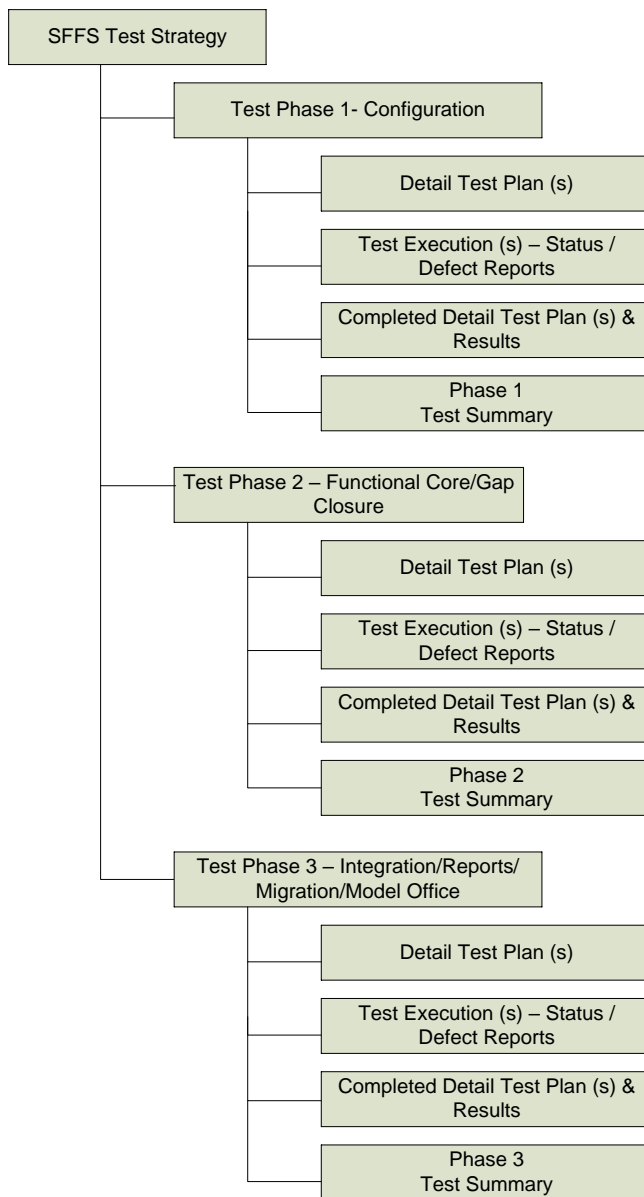 SFFS Test Strategy
Test Phase 1- Configuration
Detail Test Plan (s)
Test Execution (s) – Status /
Defect Reports
Completed Detail Test Plan (s) &
Results
Phase 1
Test Summary
Test Phase 2 – Functional Core/Gap
Closure
Detail Test Plan (s)
Test Execution (s) – Status /
Defect Reports
Completed Detail Test Plan (s) &
Results
Phase 2
Test Summary
Test Phase 3 – Integration/Reports/
Migration/Model Office
Detail Test Plan (s)
Test Execution (s) – Status /
Defect Reports
Completed Detail Test Plan (s) &
Results
Phase 3
Test Summary